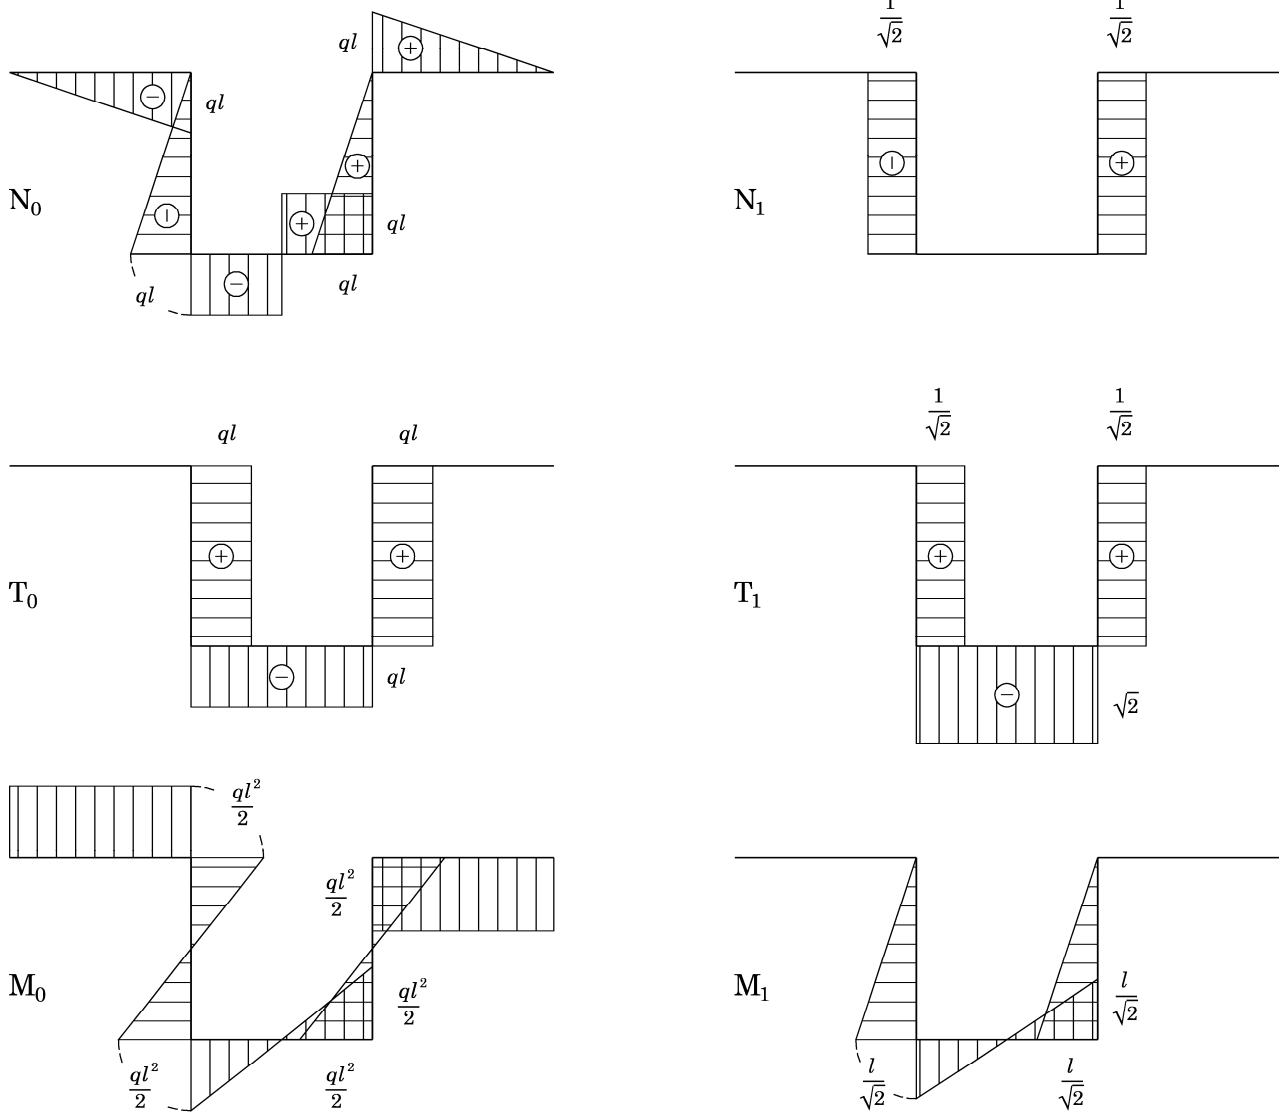 1/√2 1/√2
ql +
− ql
+
N₀ − + ql N₁ − +
− ql
ql
1/√2 1/√2
ql ql
+ + + +
T₀ T₁
− ql − √2
ql²/2
ql²/2
M₀ ql²/2 M₁ l/√2
ql²/2 ql²/2 l/√2 l/√2